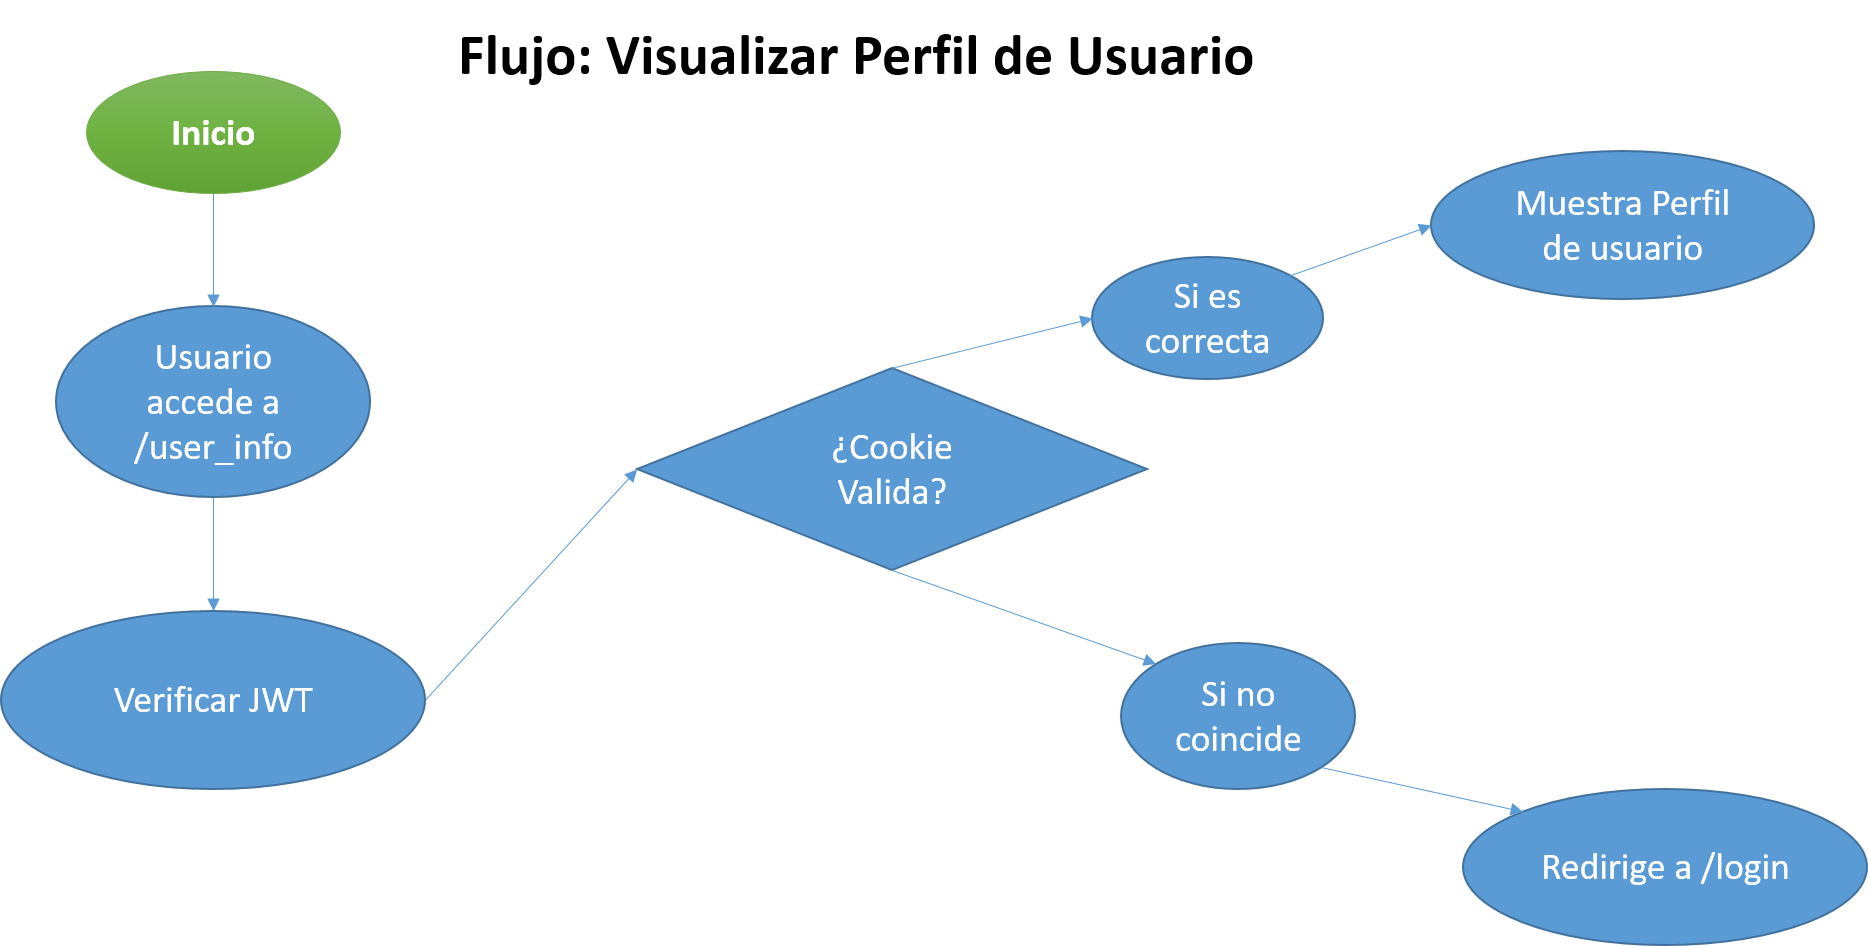 Flujo: Visualizar Perfil de Usuario
Inicio
Usuario
accede a
/user_info
Verificar JWT
¿Cookie
Valida?
Si es
correcta
Muestra Perfil
de usuario
Si no
coincide
Redirige a /login